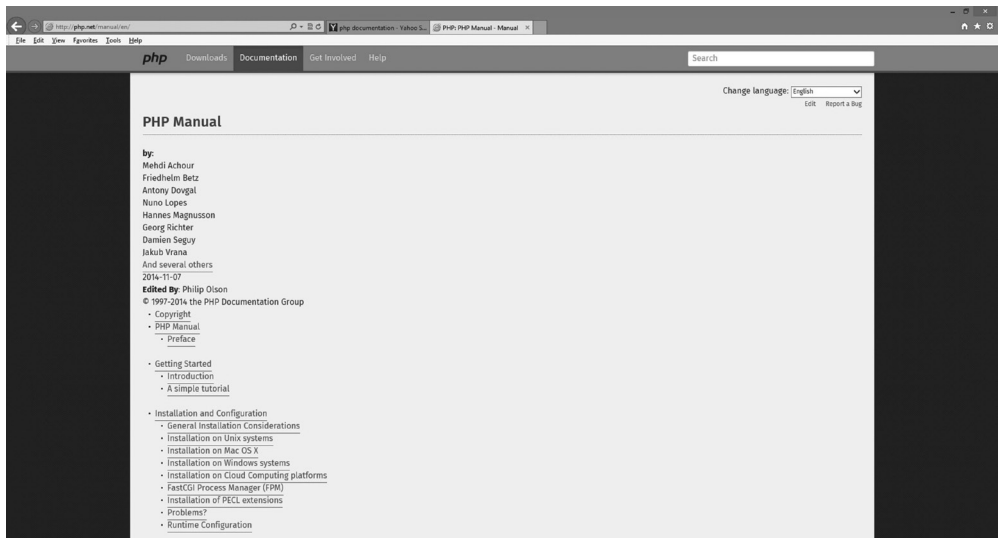 http://php.net/manual/en/
php documentation - Yahoo S...
PHP: PHP Manual - Manual
File Edit View Favorites Tools Help
php Downloads Documentation Get Involved Help Search
Change language: English
Edit Report a Bug
PHP Manual
by:
Mehdi Achour
Friedhelm Betz
Antony Dovgal
Nuno Lopes
Hannes Magnusson
Georg Richter
Damien Seguy
Jakub Vrana
And several others
2014-11-07
Edited By: Philip Olson
© 1997-2014 the PHP Documentation Group
• Copyright
• PHP Manual
• Preface
• Getting Started
• Introduction
• A simple tutorial
• Installation and Configuration
• General Installation Considerations
• Installation on Unix systems
• Installation on Mac OS X
• Installation on Windows systems
• Installation on Cloud Computing platforms
• FastCGI Process Manager (FPM)
• Installation of PECL extensions
• Problems?
• Runtime Configuration